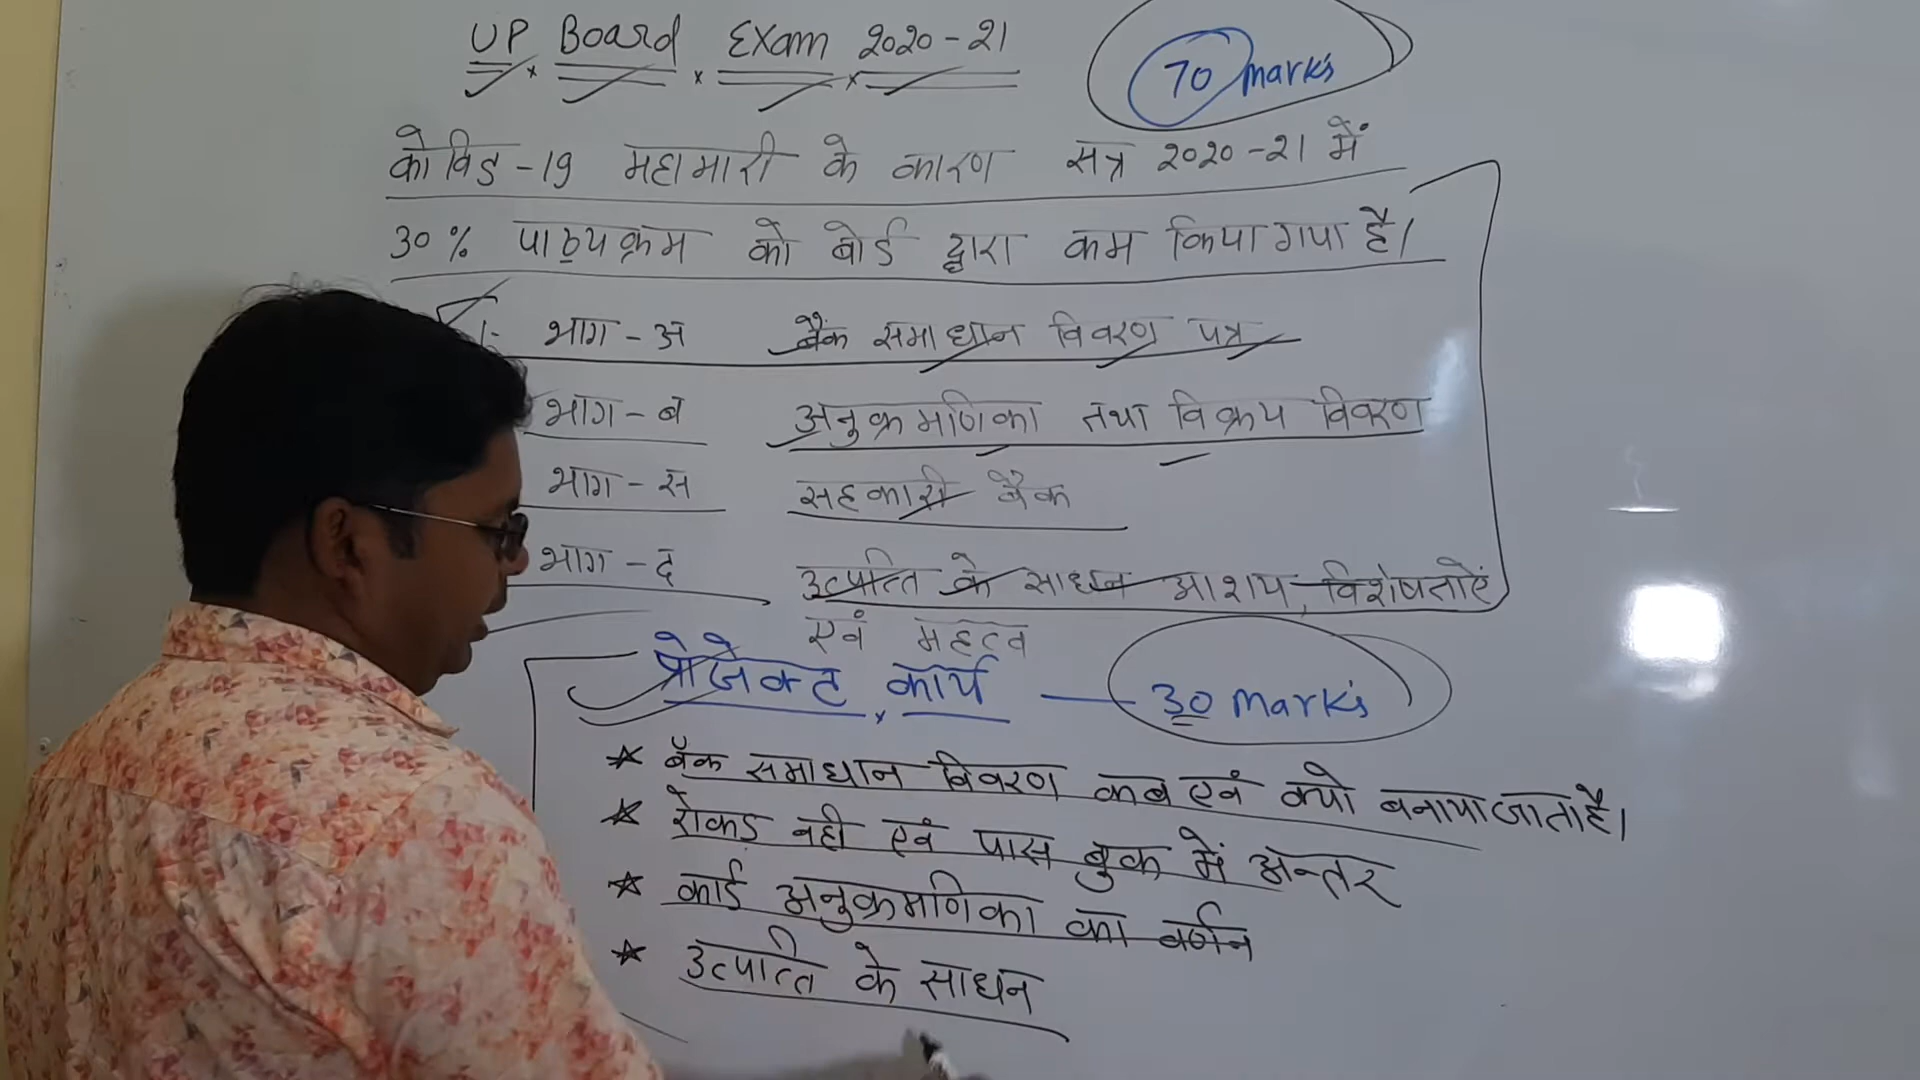 UP Board Exam 2020-21
70 marks
कोविड-19 महामारी के कारण सत्र 2020-21 में
30% पाठ्यक्रम को बोर्ड द्वारा कम किया गया है।
भाग-अ बैंक समाधान विवरण पत्र
भाग-ब अनुक्रमणिका तथा विक्रय विवरण
भाग-स सहकारी बैंक
भाग-द उत्पत्ति के साधन आशय, विशेषताएं
एवं महत्व
प्रोजेक्ट कार्य — 30 marks
★ बैंक समाधान विवरण कब एवं क्यो बनाया जाता है।
★ रोकड वही एवं पास बुक में अन्तर
★ कार्ड अनुक्रमणिका का वर्णन
★ उत्पत्ति के साधन